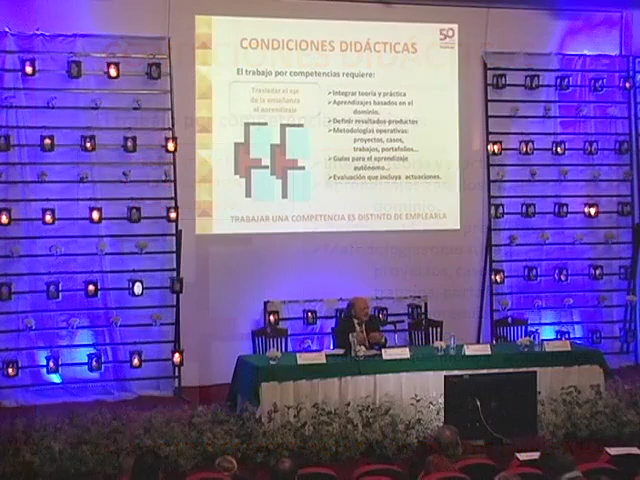 50
CONDICIONES DIDÁCTICAS
El trabajo por competencias requiere:
Trasladar el eje
de la enseñanza
al aprendizaje
➢Integrar teoría y práctica
➢Aprendizajes basados en el
dominio.
➢Definir resultados-productos
➢Metodologías operativas:
proyectos, casos,
trabajos, portafolios...
➢Guías para el aprendizaje
autónomo...
➢Evaluación que incluya actuaciones.
TRABAJAR UNA COMPETENCIA ES DISTINTO DE EMPLEARLA